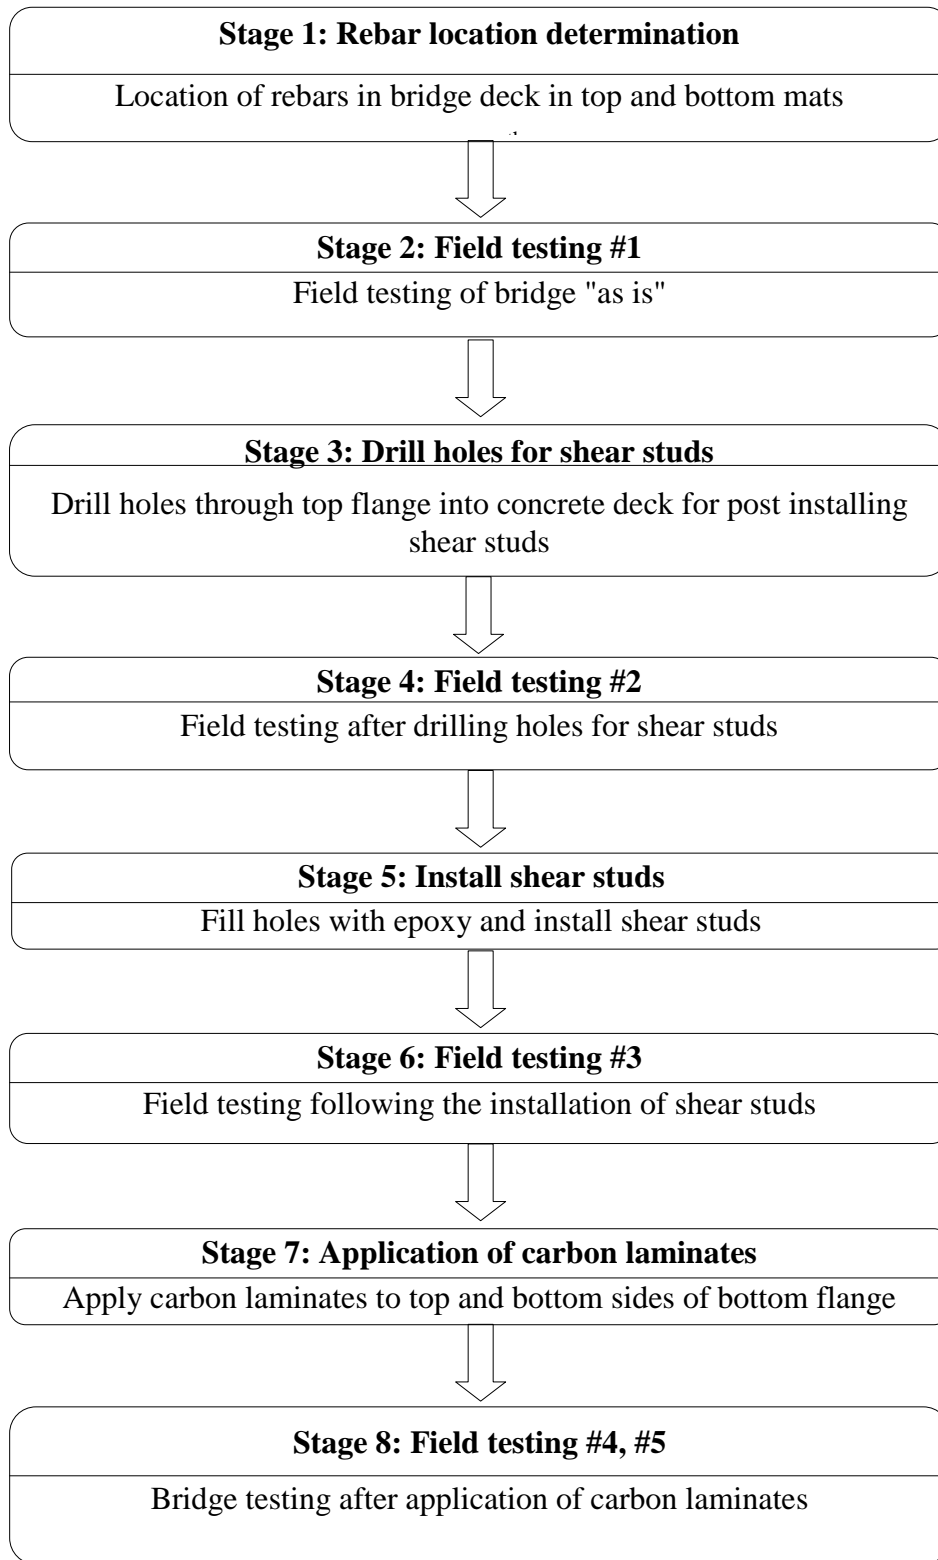 Stage 1: Rebar location determination
Location of rebars in bridge deck in top and bottom mats
Stage 2: Field testing #1
Field testing of bridge "as is"
Stage 3: Drill holes for shear studs
Drill holes through top flange into concrete deck for post installing
shear studs
Stage 4: Field testing #2
Field testing after drilling holes for shear studs
Stage 5: Install shear studs
Fill holes with epoxy and install shear studs
Stage 6: Field testing #3
Field testing following the installation of shear studs
Stage 7: Application of carbon laminates
Apply carbon laminates to top and bottom sides of bottom flange
Stage 8: Field testing #4, #5
Bridge testing after application of carbon laminates